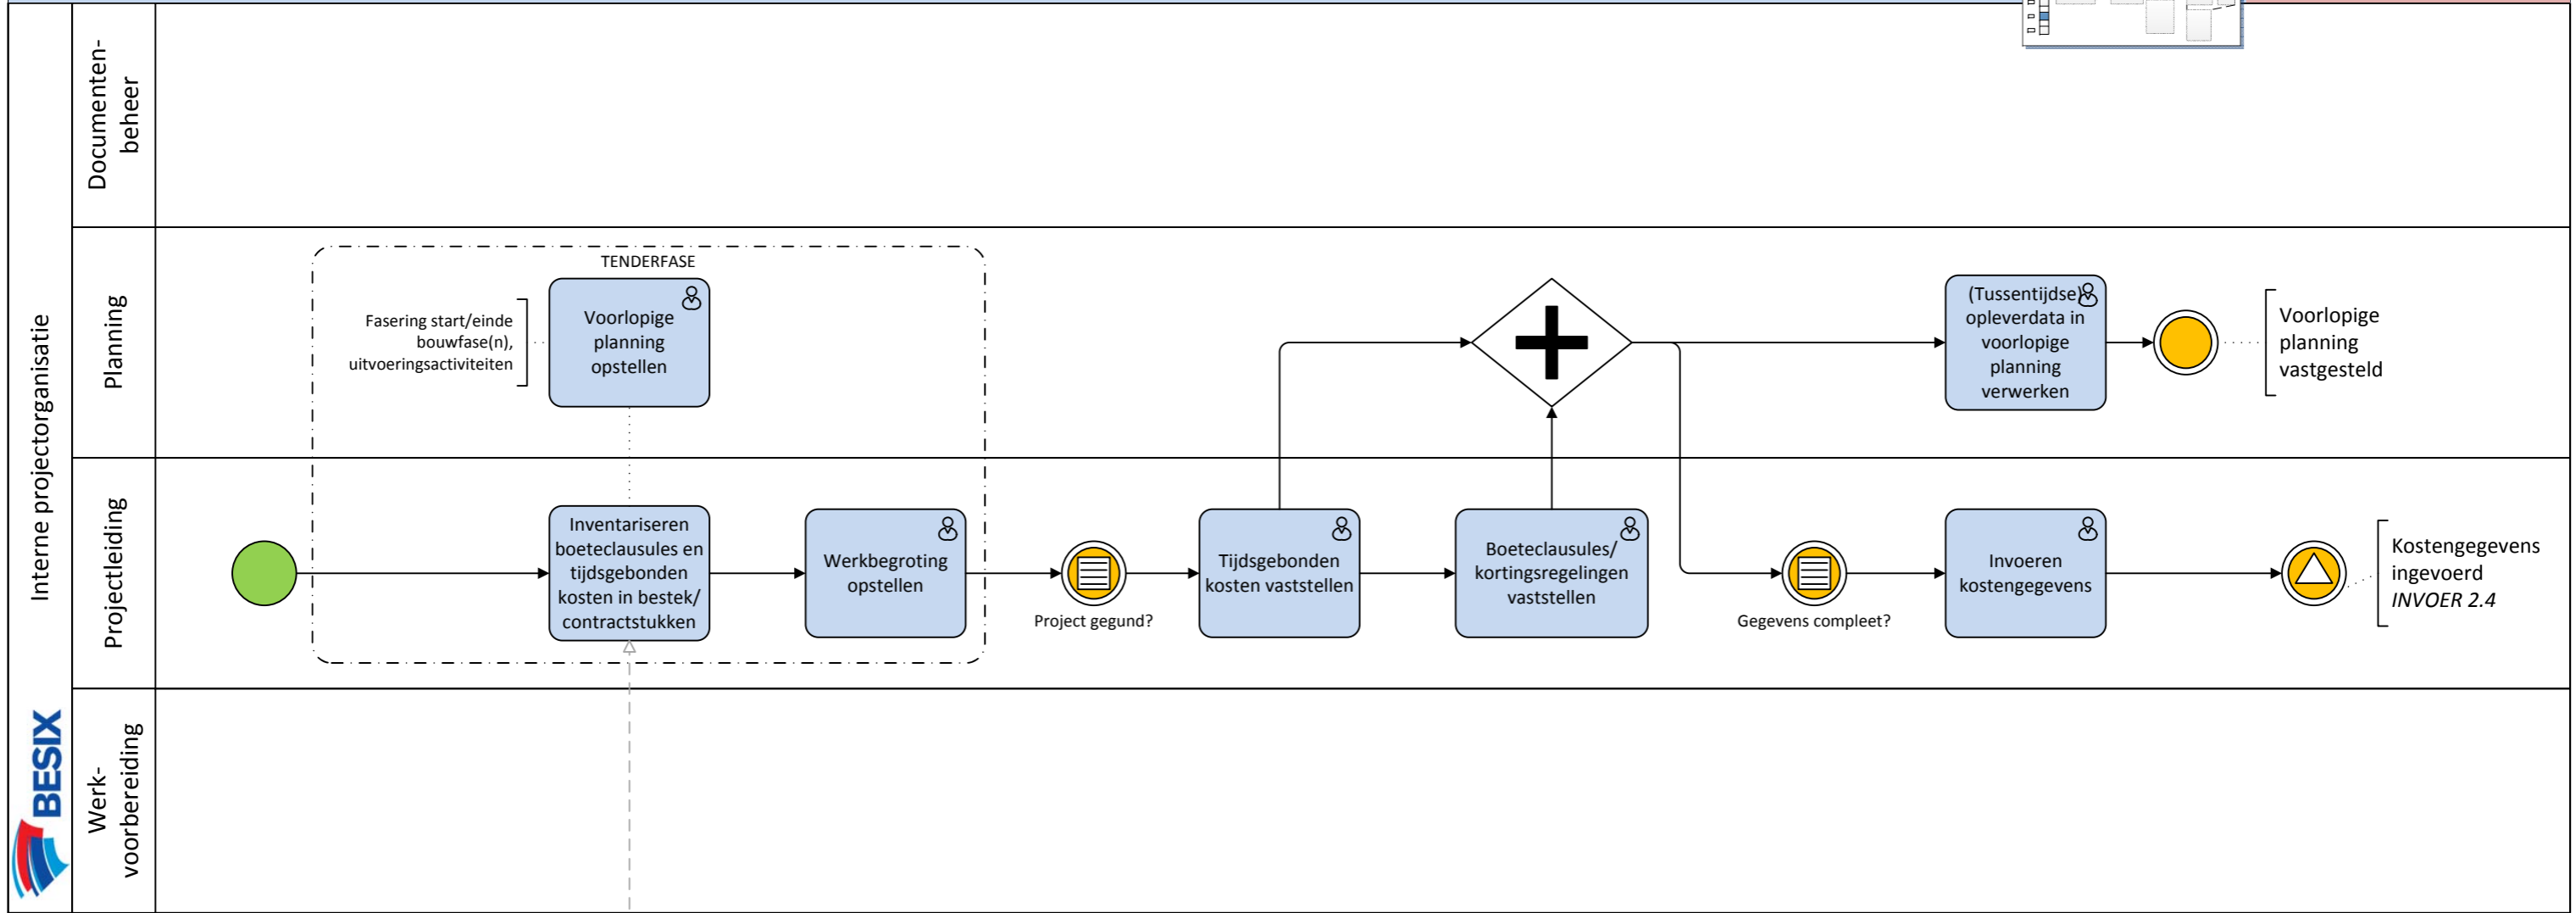 Interne projectorganisatie
BESIX
Documenten-
beheer
Planning
Projectleiding
Werk-
voorbereiding
TENDERFASE
Fasering start/einde
bouwfase(n),
uitvoeringsactiviteiten
Voorlopige
planning
opstellen
(Tussentijdse)
opleverdata in
voorlopige
planning
verwerken
Voorlopige
planning
vastgesteld
Inventariseren
boeteclausules en
tijdsgebonden
kosten in bestek/
contractstukken
Werkbegroting
opstellen
Project gegund?
Tijdsgebonden
kosten vaststellen
Boeteclausules/
kortingsregelingen
vaststellen
Gegevens compleet?
Invoeren
kostengegevens
Kostengegevens
ingevoerd
INVOER 2.4